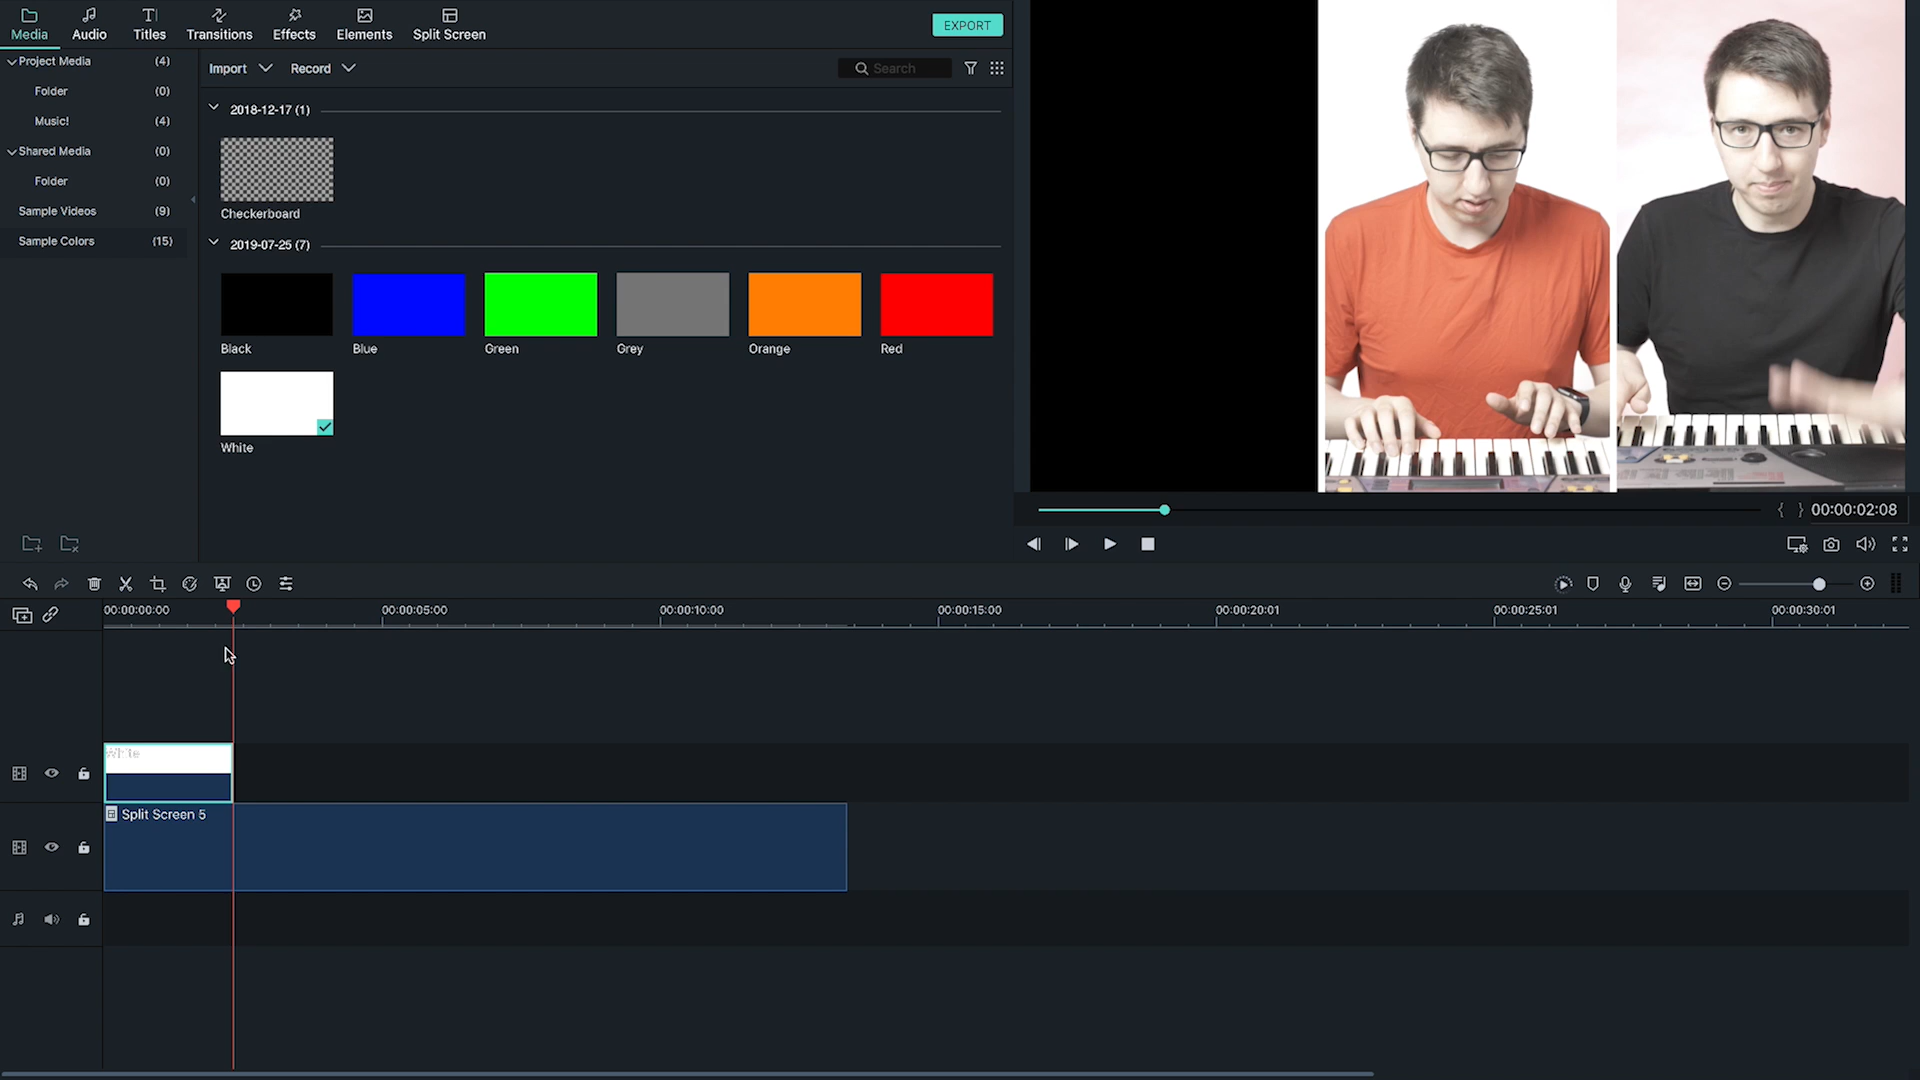 Media Audio Titles Transitions Effects Elements Split Screen EXPORT
Project Media (4)
Folder (0)
Music! (4)
Shared Media (0)
Folder (0)
Sample Videos (9)
Sample Colors (15)
Import Record Search
2018-12-17 (1)
Checkerboard
2019-07-25 (7)
Black Blue Green Grey Orange Red
White
{ } 00:00:02:08
00:00:00:00 00:00:05:00 00:00:10:00 00:00:15:00 00:00:20:01 00:00:25:01 00:00:30:01
White
Split Screen 5